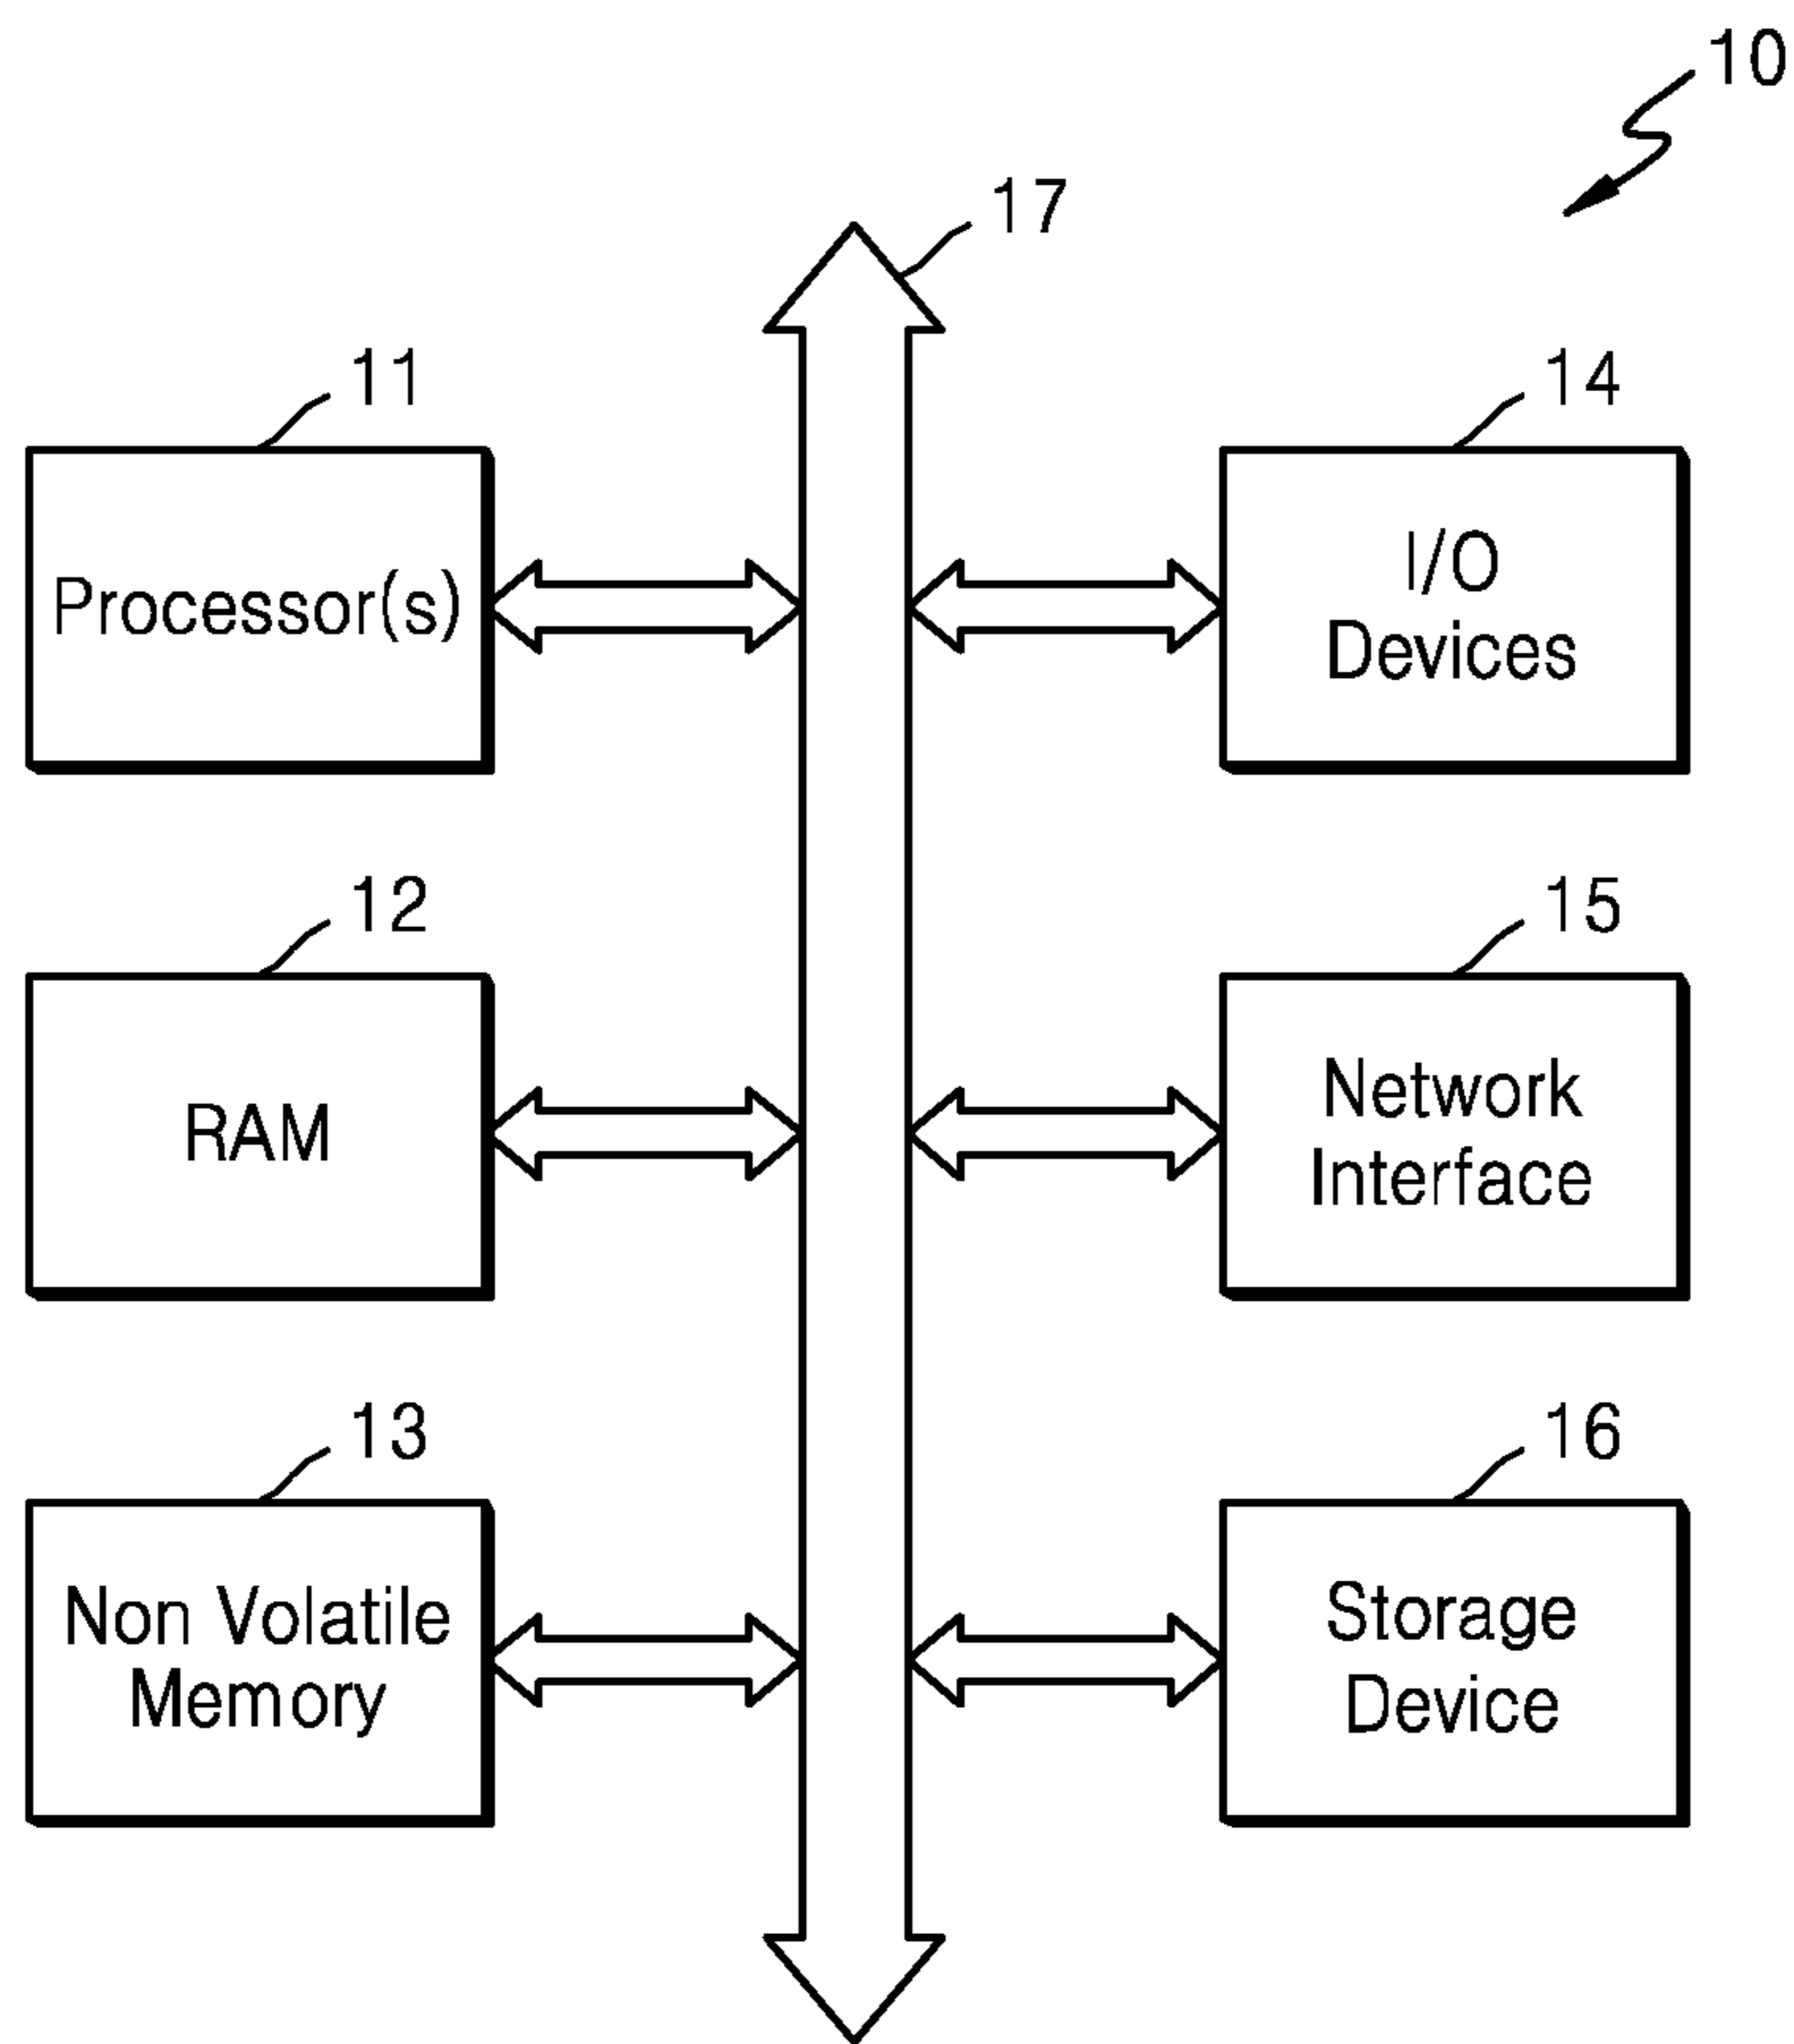 10
17
11
14
Processor(s)
I/O
Devices
12
15
RAM
Network
Interface
13
16
Non Volatile
Memory
Storage
Device